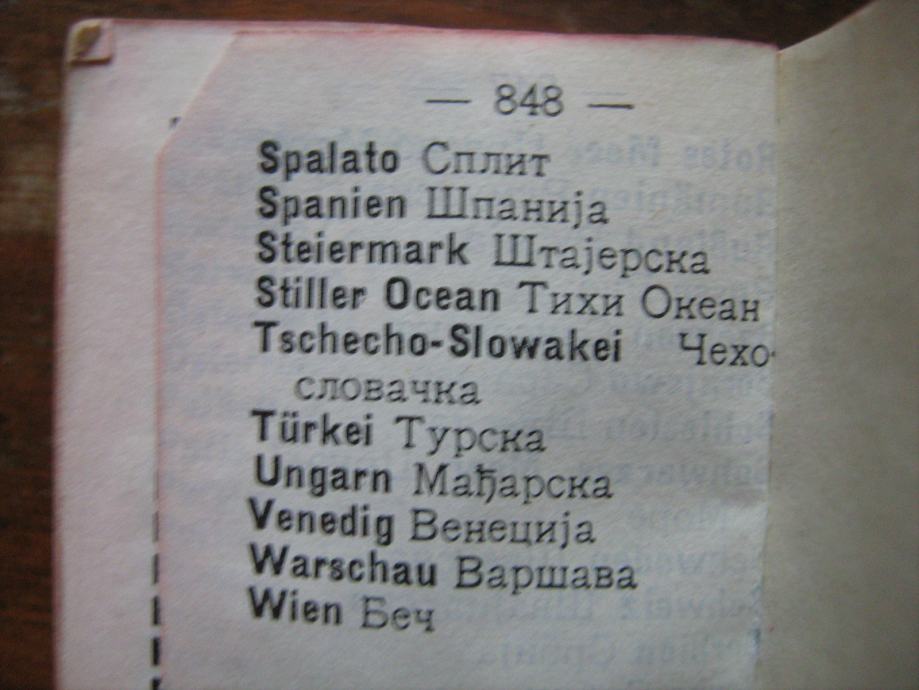 — 848 —
Spalato Сплит
Spanien Шпанија
Steiermark Штајерска
Stiller Ocean Тихи Океан
Tschecho-Slowakei Чехо-
словачка
Türkei Турска
Ungarn Мађарска
Venedig Венеција
Warschau Варшава
Wien Беч